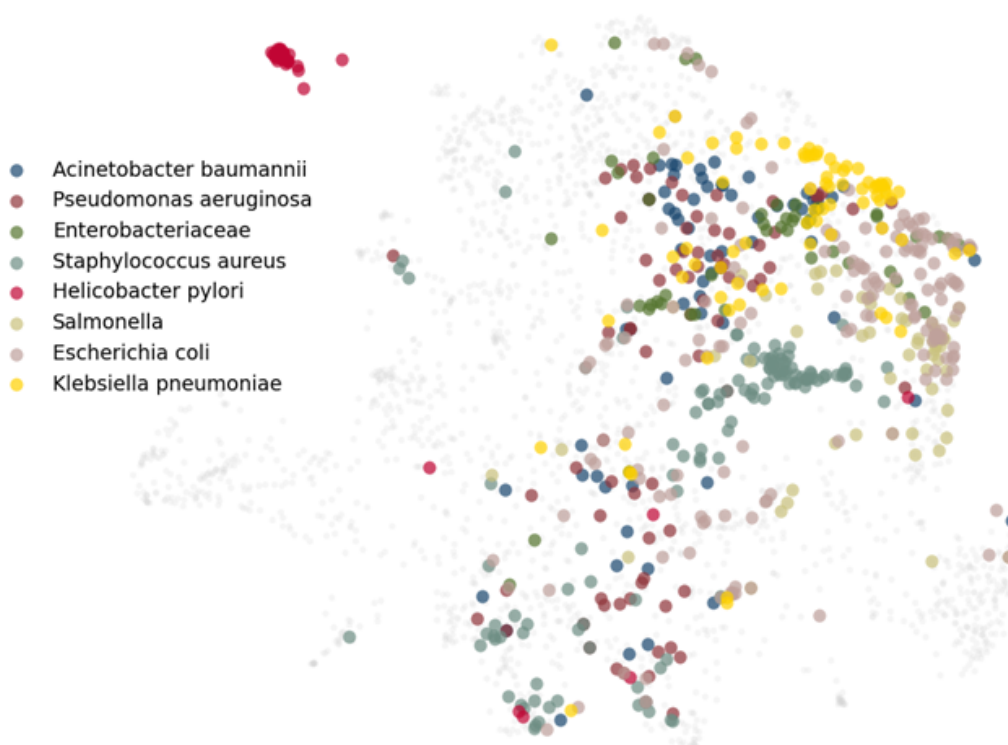 Acinetobacter baumannii
Pseudomonas aeruginosa
Enterobacteriaceae
Staphylococcus aureus
Helicobacter pylori
Salmonella
Escherichia coli
Klebsiella pneumoniae